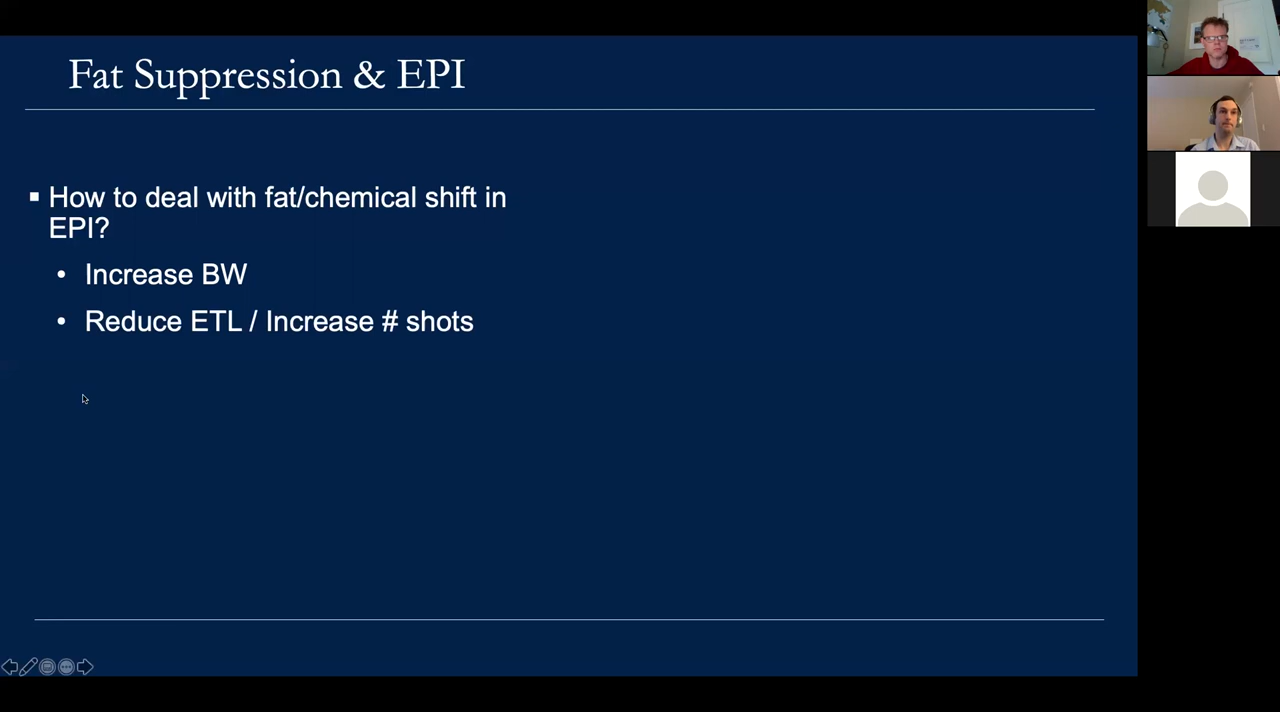 Fat Suppression & EPI
▪ How to deal with fat/chemical shift in
EPI?
• Increase BW
• Reduce ETL / Increase # shots